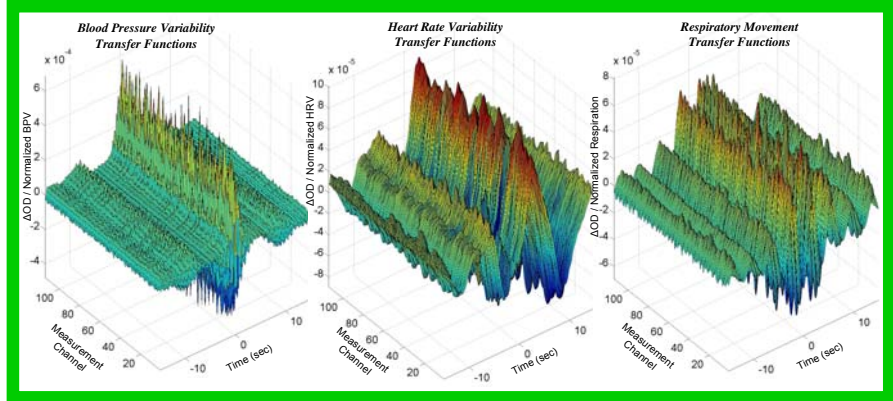 Blood Pressure Variability
Transfer Functions
x 10⁻⁴
6
4
2
0
-2
-4
ΔOD / Normalized BPV
100
80
60
40
20
Measurement
Channel
-10
0
10
Time (sec)
Heart Rate Variability
Transfer Functions
x 10⁻⁵
10
8
6
4
2
0
-2
-4
-6
-8
ΔOD / Normalized HRV
100
80
60
40
20
Measurement
Channel
-10
0
10
Time (sec)
Respiratory Movement
Transfer Functions
x 10⁻⁵
8
6
4
2
0
-2
-4
-6
ΔOD / Normalized Respiration
100
80
60
40
20
Measurement
Channel
-10
0
10
Time (sec)